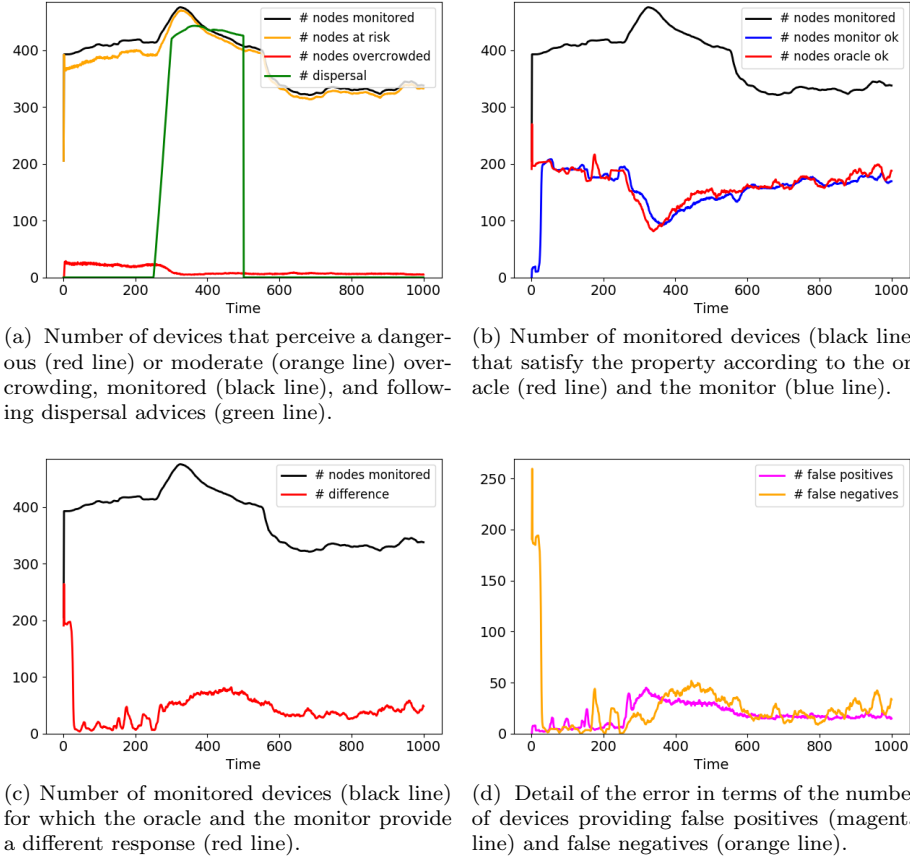 # nodes monitored
# nodes at risk
# nodes overcrowded
# dispersal
400
300
200
100
0
0 200 400 600 800 1000
Time
# nodes monitored
# nodes monitor ok
# nodes oracle ok
400
300
200
100
0
0 200 400 600 800 1000
Time
(a) Number of devices that perceive a danger-
ous (red line) or moderate (orange line) over-
crowding, monitored (black line), and follow-
ing dispersal advices (green line).
(b) Number of monitored devices (black line
that satisfy the property according to the or
acle (red line) and the monitor (blue line).
# nodes monitored
# difference
400
300
200
100
0
0 200 400 600 800 1000
Time
# false positives
# false negatives
250
200
150
100
50
0
0 200 400 600 800 1000
Time
(c) Number of monitored devices (black line)
for which the oracle and the monitor provide
a different response (red line).
(d) Detail of the error in terms of the numbe
of devices providing false positives (magent
line) and false negatives (orange line).